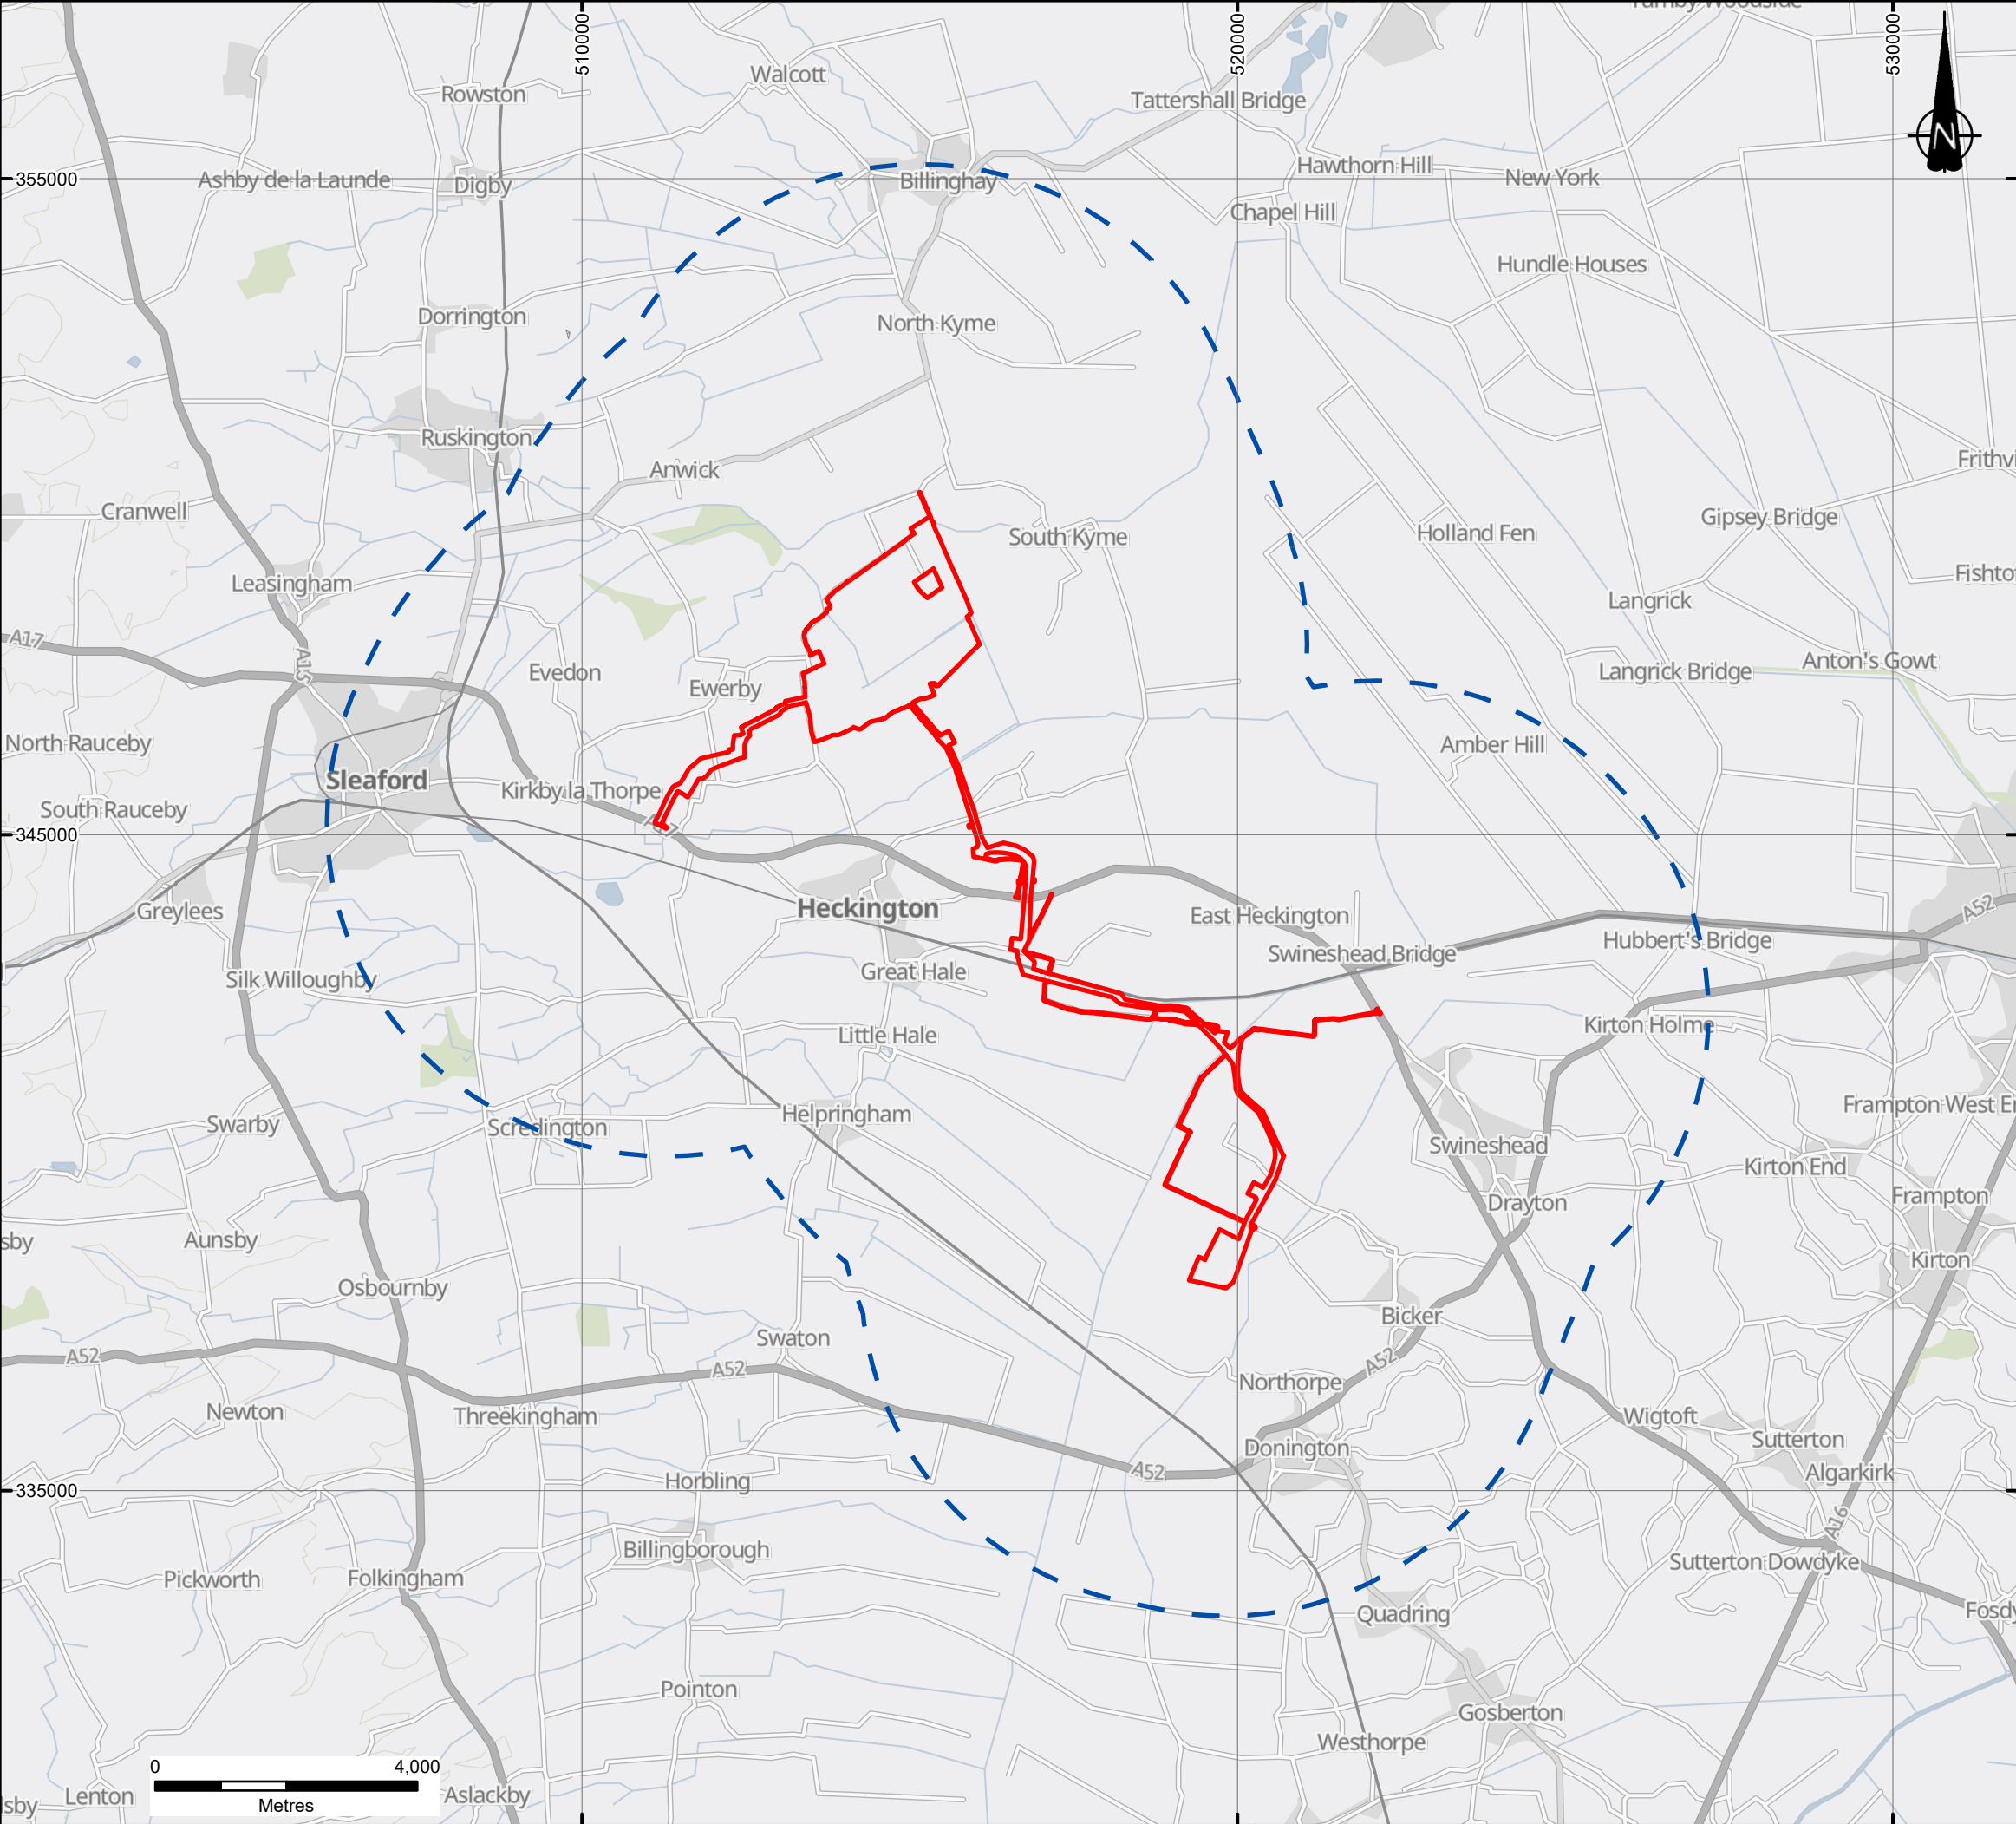 510000
520000
530000
N
Walcott
Rowston
Tattershall Bridge
355000
Ashby de la Launde
Digby
Billinghay
Hawthorn Hill
New York
Chapel Hill
Hundle Houses
Dorrington
North Kyme
Ruskington
Anwick
Cranwell
South Kyme
Holland Fen
Gipsey Bridge
Leasingham
Langrick
A17
A15
Evedon
Ewerby
Langrick Bridge
Anton's Gowt
North Rauceby
Amber Hill
Sleaford
Kirkby la Thorpe
South Rauceby
A17
345000
Greylees
Heckington
East Heckington
A52
Swineshead Bridge
Hubbert's Bridge
Silk Willoughby
Great Hale
Little Hale
Kirton Holme
Swarby
Scredington
Helpringham
Frampton West En
Swineshead
Kirton End
Drayton
Frampton
sby
Aunsby
Kirton
Osbournby
Bicker
Swaton
A52
A52
A52
Northorpe
Newton
Threekingham
Wigtoft
Donington
Sutterton
A52
Horbling
Algarkirk
335000
A16
Billingborough
Pickworth
Folkingham
Sutterton Dowdyke
Quadring
Fosdy
Pointon
Gosberton
Westhorpe
0 4,000
Metres
Lenton
Aslackby